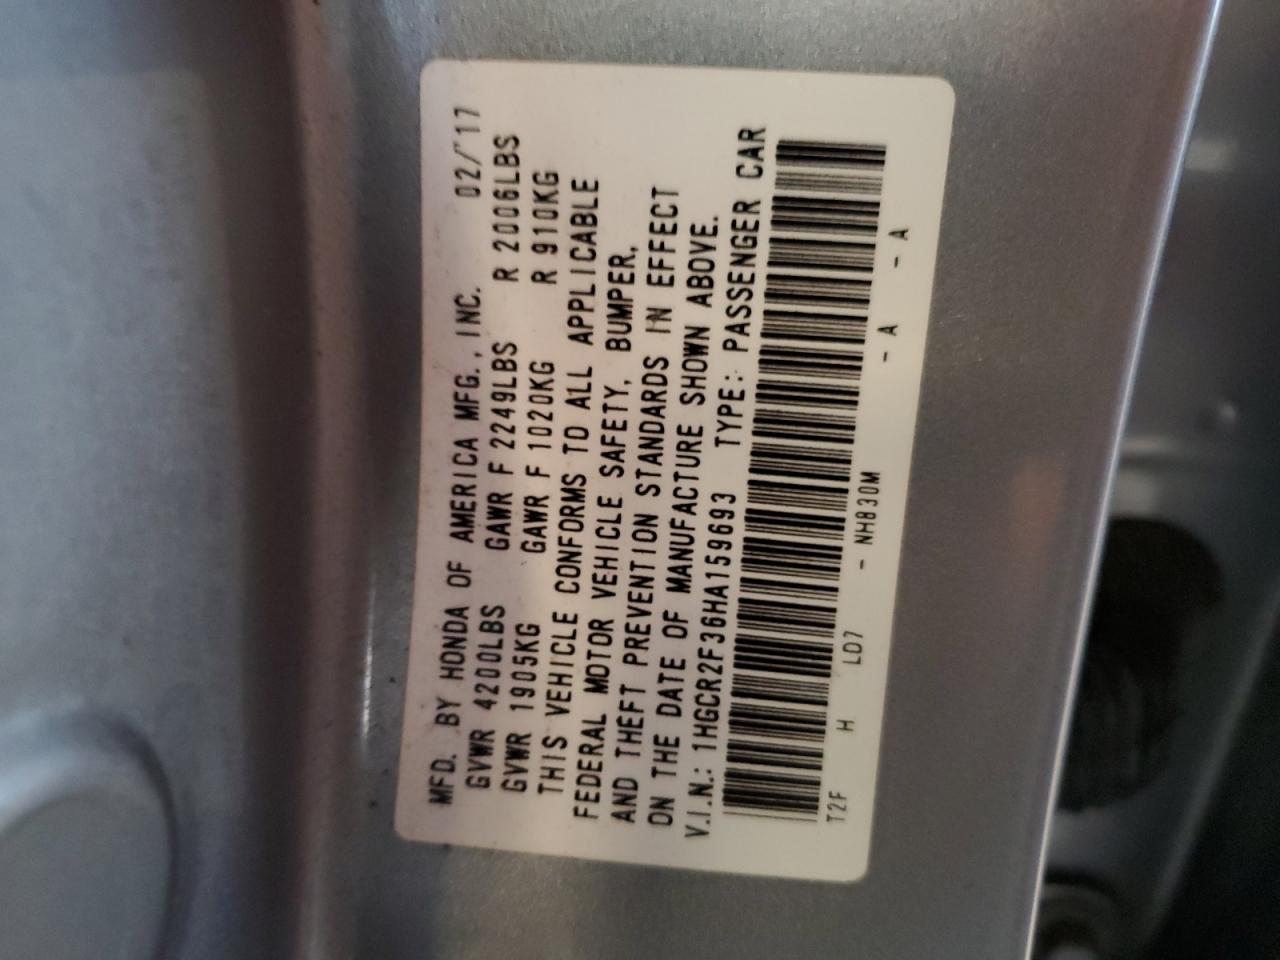 MFD. BY HONDA OF AMERICA MFG., INC. 02/'17
GVWR 4200LBS GAWR F 2249LBS R 2006LBS
GVWR 1905KG GAWR F 1020KG R 910KG
THIS VEHICLE CONFORMS TO ALL APPLICABLE
FEDERAL MOTOR VEHICLE SAFETY, BUMPER,
AND THEFT PREVENTION STANDARDS IN EFFECT
ON THE DATE OF MANUFACTURE SHOWN ABOVE.
V.I.N.: 1HGCR2F36HA159693 TYPE: PASSENGER CAR
T2F H LD7 - NH830M - A - A